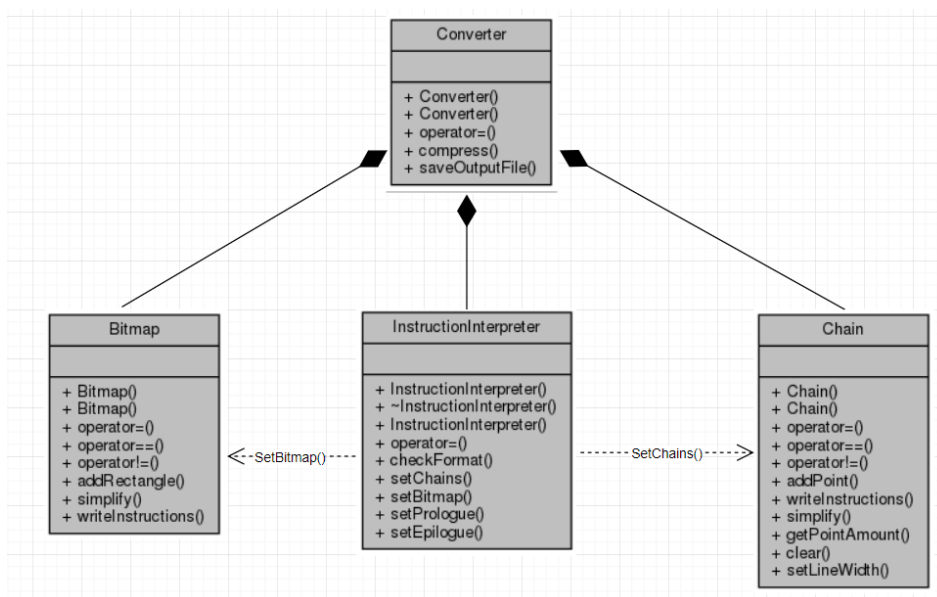 Converter
+ Converter()
+ Converter()
+ operator=()
+ compress()
+ saveOutputFile()
Bitmap
+ Bitmap()
+ Bitmap()
+ operator=()
+ operator==()
+ operator!=()
+ addRectangle()
+ simplify()
+ writeInstructions()
SetBitmap()
InstructionInterpreter
+ InstructionInterpreter()
+ ~InstructionInterpreter()
+ InstructionInterpreter()
+ operator=()
+ checkFormat()
+ setChains()
+ setBitmap()
+ setPrologue()
+ setEpilogue()
SetChains()
Chain
+ Chain()
+ Chain()
+ operator=()
+ operator==()
+ operator!=()
+ addPoint()
+ writeInstructions()
+ simplify()
+ getPointAmount()
+ clear()
+ setLineWidth()